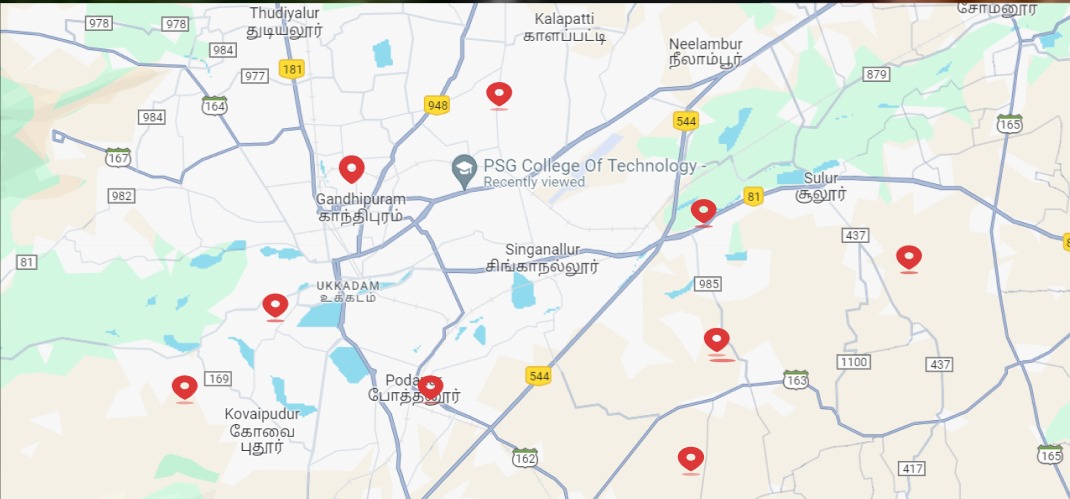 Thudiyalur
துடியலூர்
Kalapatti
காளப்பட்டி
சோமனூர்
978
978
984
977
181
Neelambur
நீலாம்பூர்
879
164
948
984
544
165
167
PSG College Of Technology -
Recently viewed
982
Gandhipuram
காந்திபுரம்
Sulur
சூலூர்
81
437
81
Singanallur
சிங்காநல்லூர்
UKKADAM
உக்கடம்
985
1100
437
169
544
163
போத்தனூர்
Kovaipudur
கோவை
புதூர்
162
165
417